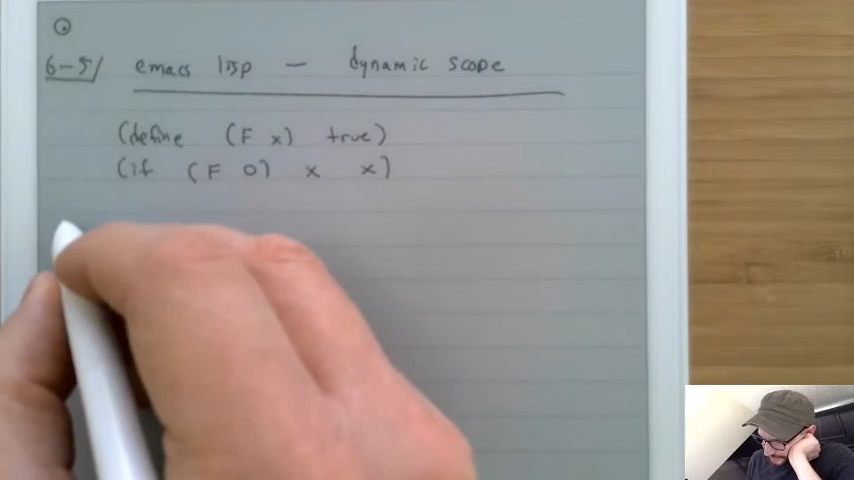 6-5/ emacs lisp — dynamic scope
(define (F x) true)
(if (F 0) x x)